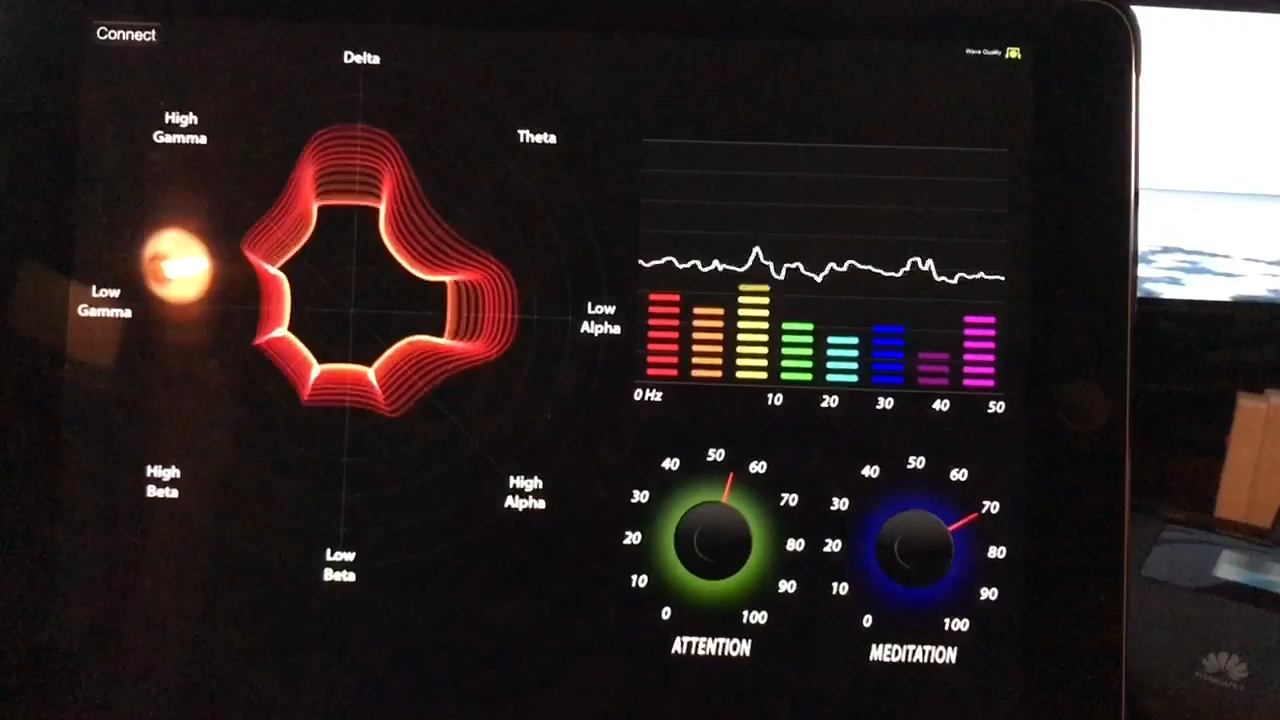 Connect
Wave Quality
Delta
High
Gamma
Theta
Low
Gamma
Low
Alpha
High
Beta
High
Alpha
Low
Beta
0 Hz
10
20
30
40
50
0
10
20
30
40
50
60
70
80
90
100
ATTENTION
0
10
20
30
40
50
60
70
80
90
100
MEDITATION